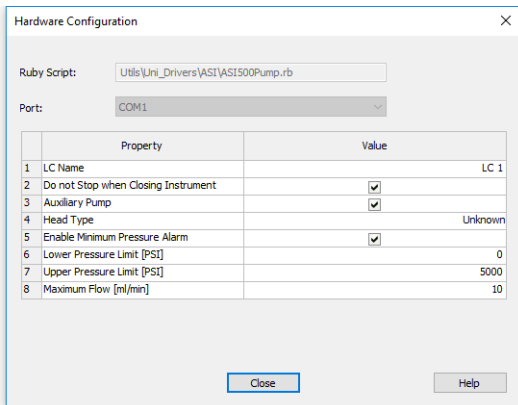 Hardware Configuration
Ruby Script: Utils\Uni_Drivers\ASI\ASI500Pump.rb
Port: COM1
Property Value
1 LC Name LC 1
2 Do not Stop when Closing Instrument
3 Auxiliary Pump
4 Head Type Unknown
5 Enable Minimum Pressure Alarm
6 Lower Pressure Limit [PSI] 0
7 Upper Pressure Limit [PSI] 5000
8 Maximum Flow [ml/min] 10
Close Help